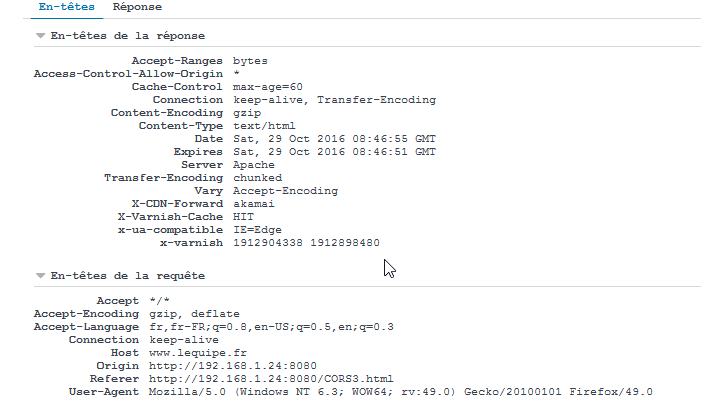 En-têtes Réponse
En-têtes de la réponse
Accept-Ranges bytes
Access-Control-Allow-Origin *
Cache-Control max-age=60
Connection keep-alive, Transfer-Encoding
Content-Encoding gzip
Content-Type text/html
Date Sat, 29 Oct 2016 08:46:55 GMT
Expires Sat, 29 Oct 2016 08:46:51 GMT
Server Apache
Transfer-Encoding chunked
Vary Accept-Encoding
X-CDN-Forward akamai
X-Varnish-Cache HIT
x-ua-compatible IE=Edge
x-varnish 1912904338 1912898480
En-têtes de la requête
Accept */*
Accept-Encoding gzip, deflate
Accept-Language fr,fr-FR;q=0.8,en-US;q=0.5,en;q=0.3
Connection keep-alive
Host www.lequipe.fr
Origin http://192.168.1.24:8080
Referer http://192.168.1.24:8080/CORS3.html
User-Agent Mozilla/5.0 (Windows NT 6.3; WOW64; rv:49.0) Gecko/20100101 Firefox/49.0